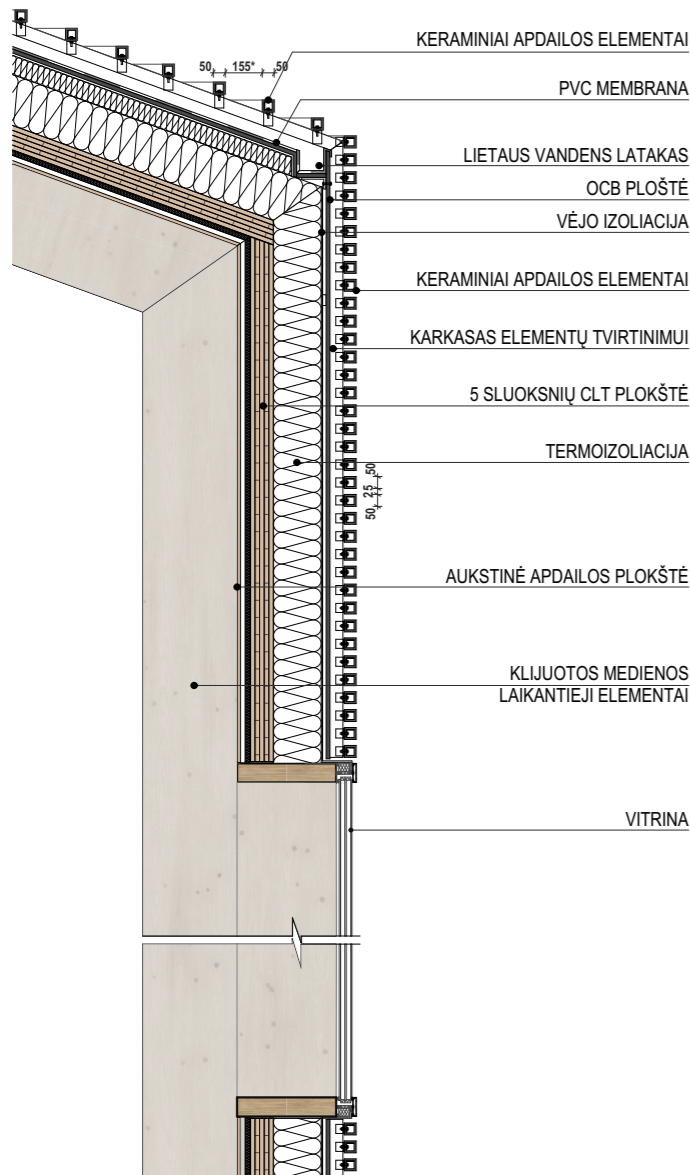 KERAMINIAI APDAILOS ELEMENTAI
50 155* 50
PVC MEMBRANA
LIETAUS VANDENS LATAKAS
OCB PLOŠTĖ
VĖJO IZOLIACIJA
KERAMINIAI APDAILOS ELEMENTAI
KARKASAS ELEMENTŲ TVIRTINIMUI
5 SLUOKSNIŲ CLT PLOKŠTĖ
TERMOIZOLIACIJA
50 25 50
AUKSTINĖ APDAILOS PLOKŠTĖ
KLIJUOTOS MEDIENOS
LAIKANTIEJI ELEMENTAI
VITRINA